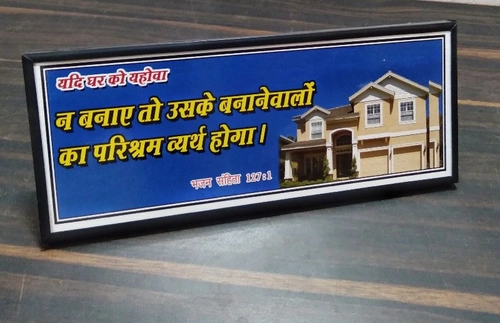 यदि घर को यहोवा
न बनाए तो उसके बनानेवालों
का परिश्रम व्यर्थ होगा।
भजन संहिता 127:1